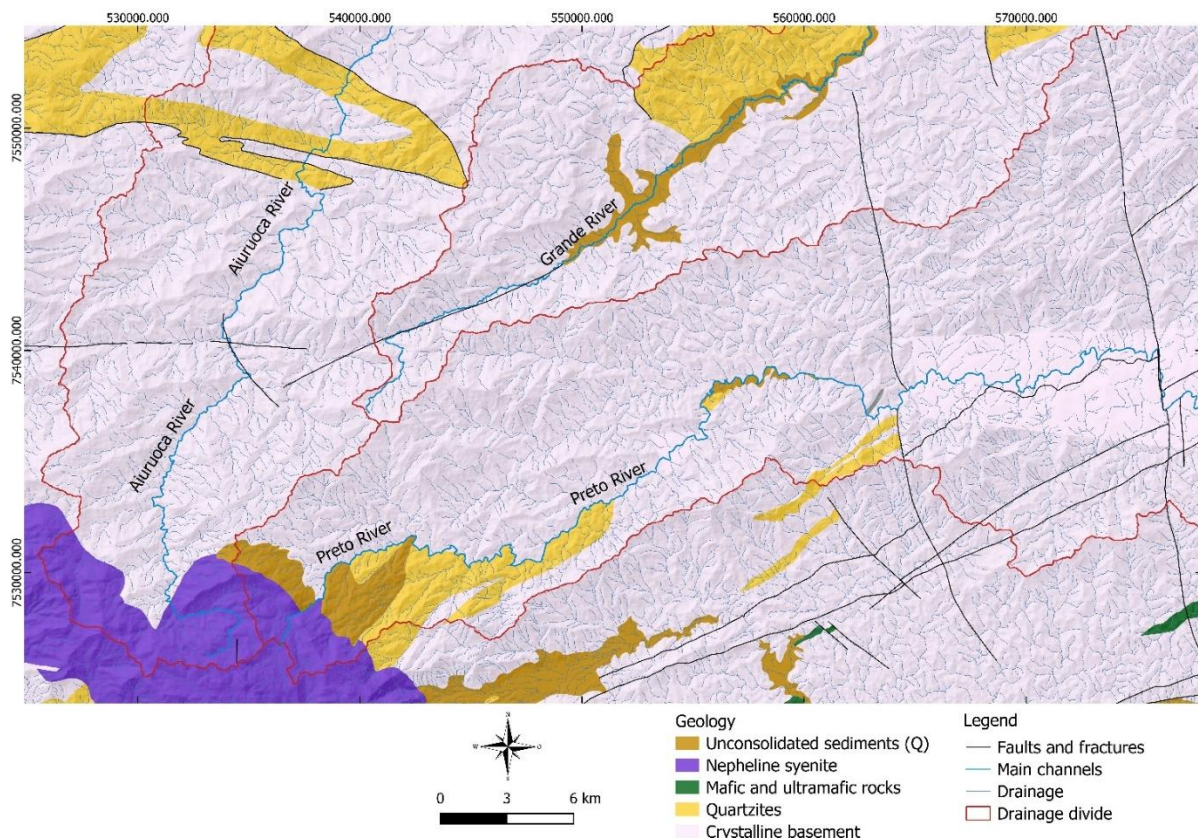 530000.000
540000.000
550000.000
560000.000
570000.000
7550000.000
7540000.000
7530000.000
Aiuruoca River
Grande River
Aiuruoca River
Preto River
Preto River
N
W
O
S
0 3 6 km
Geology
Unconsolidated sediments (Q)
Nepheline syenite
Mafic and ultramafic rocks
Quartzites
Crystalline basement
Legend
Faults and fractures
Main channels
Drainage
Drainage divide